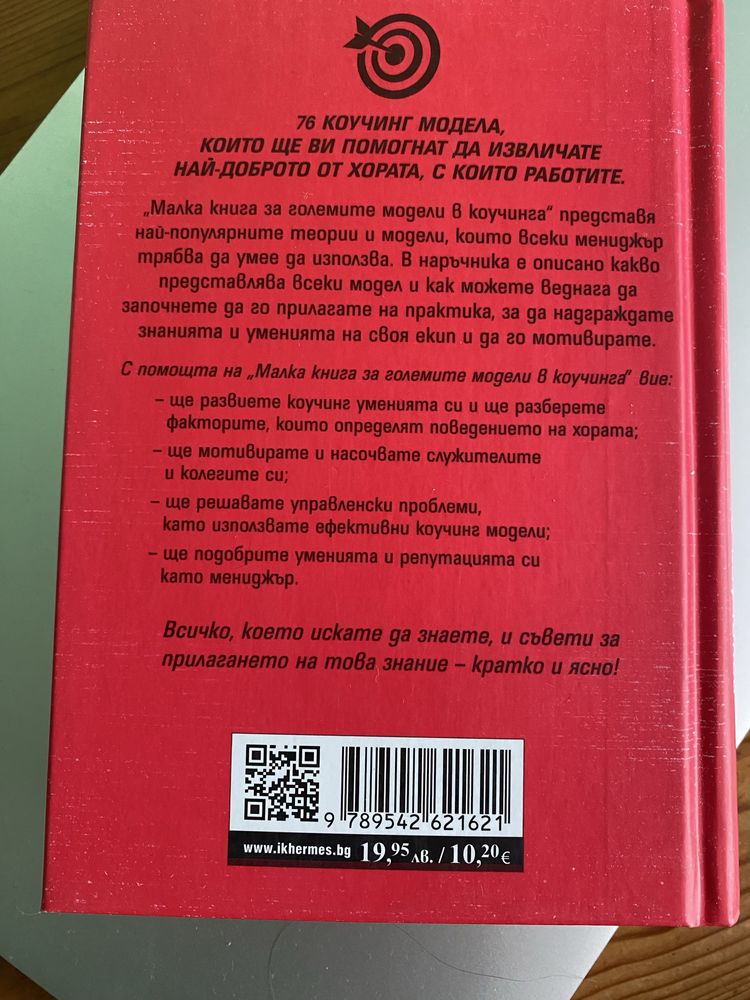 76 КОУЧИНГ МОДЕЛА,
КОИТО ЩЕ ВИ ПОМОГНАТ ДА ИЗВЛИЧАТЕ
НАЙ-ДОБРОТО ОТ ХОРАТА, С КОИТО РАБОТИТЕ.
„Малка книга за големите модели в коучинга“ представя
най-популярните теории и модели, които всеки мениджър
трябва да умее да използва. В наръчника е описано какво
представлява всеки модел и как можете веднага да
започнете да го прилагате на практика, за да надграждате
знанията и уменията на своя екип и да го мотивирате.
С помощта на „Малка книга за големите модели в коучинга“ вие:
– ще развиете коучинг уменията си и ще разберете
факторите, които определят поведението на хората;
– ще мотивирате и насочвате служителите
и колегите си;
– ще решавате управленски проблеми,
като използвате ефективни коучинг модели;
– ще подобрите уменията и репутацията си
като мениджър.
Всичко, което искате да знаете, и съвети за
прилагането на това знание – кратко и ясно!
9 789542 621621
www.ikhermes.bg 19,95 лв. / 10,20 €